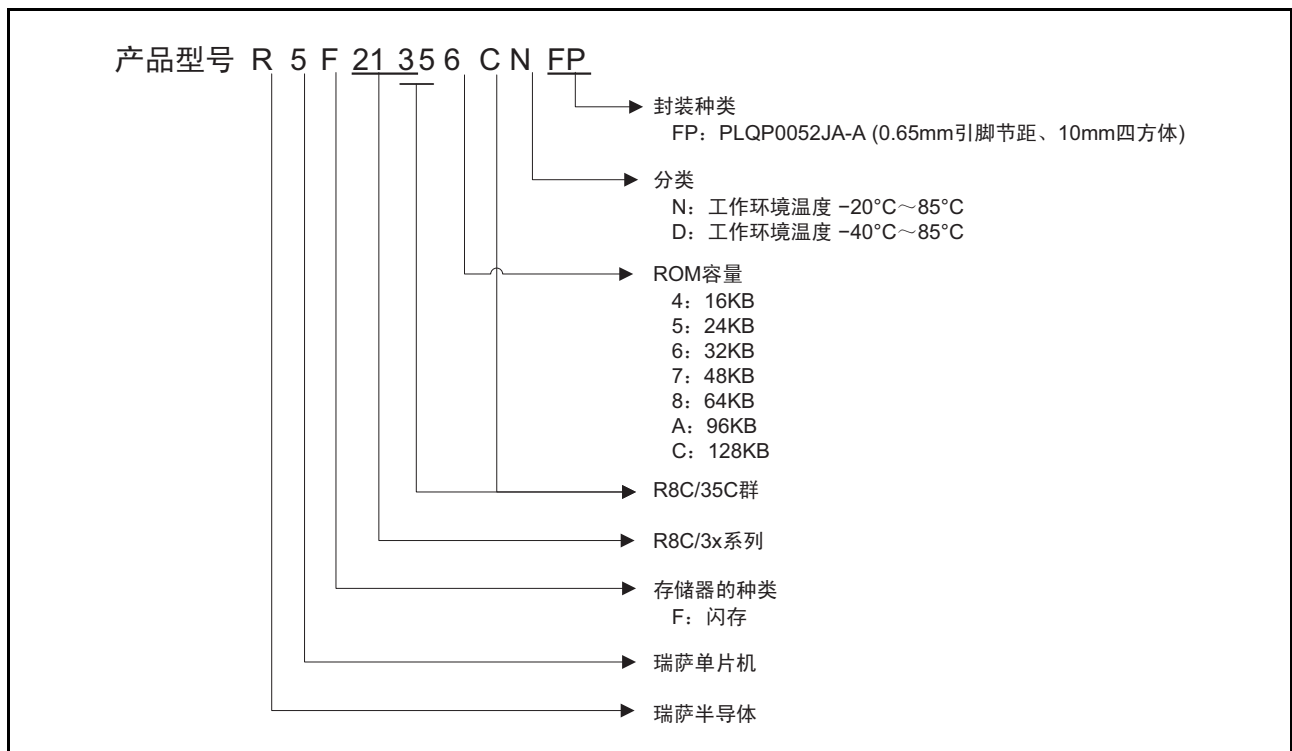 产品型号 R 5 F 21 35 6 C N FP
封装种类
FP：PLQP0052JA-A (0.65mm引脚节距、10mm四方体)
分类
N：工作环境温度 −20°C～85°C
D：工作环境温度 −40°C～85°C
ROM容量
4：16KB
5：24KB
6：32KB
7：48KB
8：64KB
A：96KB
C：128KB
R8C/35C群
R8C/3x系列
存储器的种类
F：闪存
瑞萨单片机
瑞萨半导体